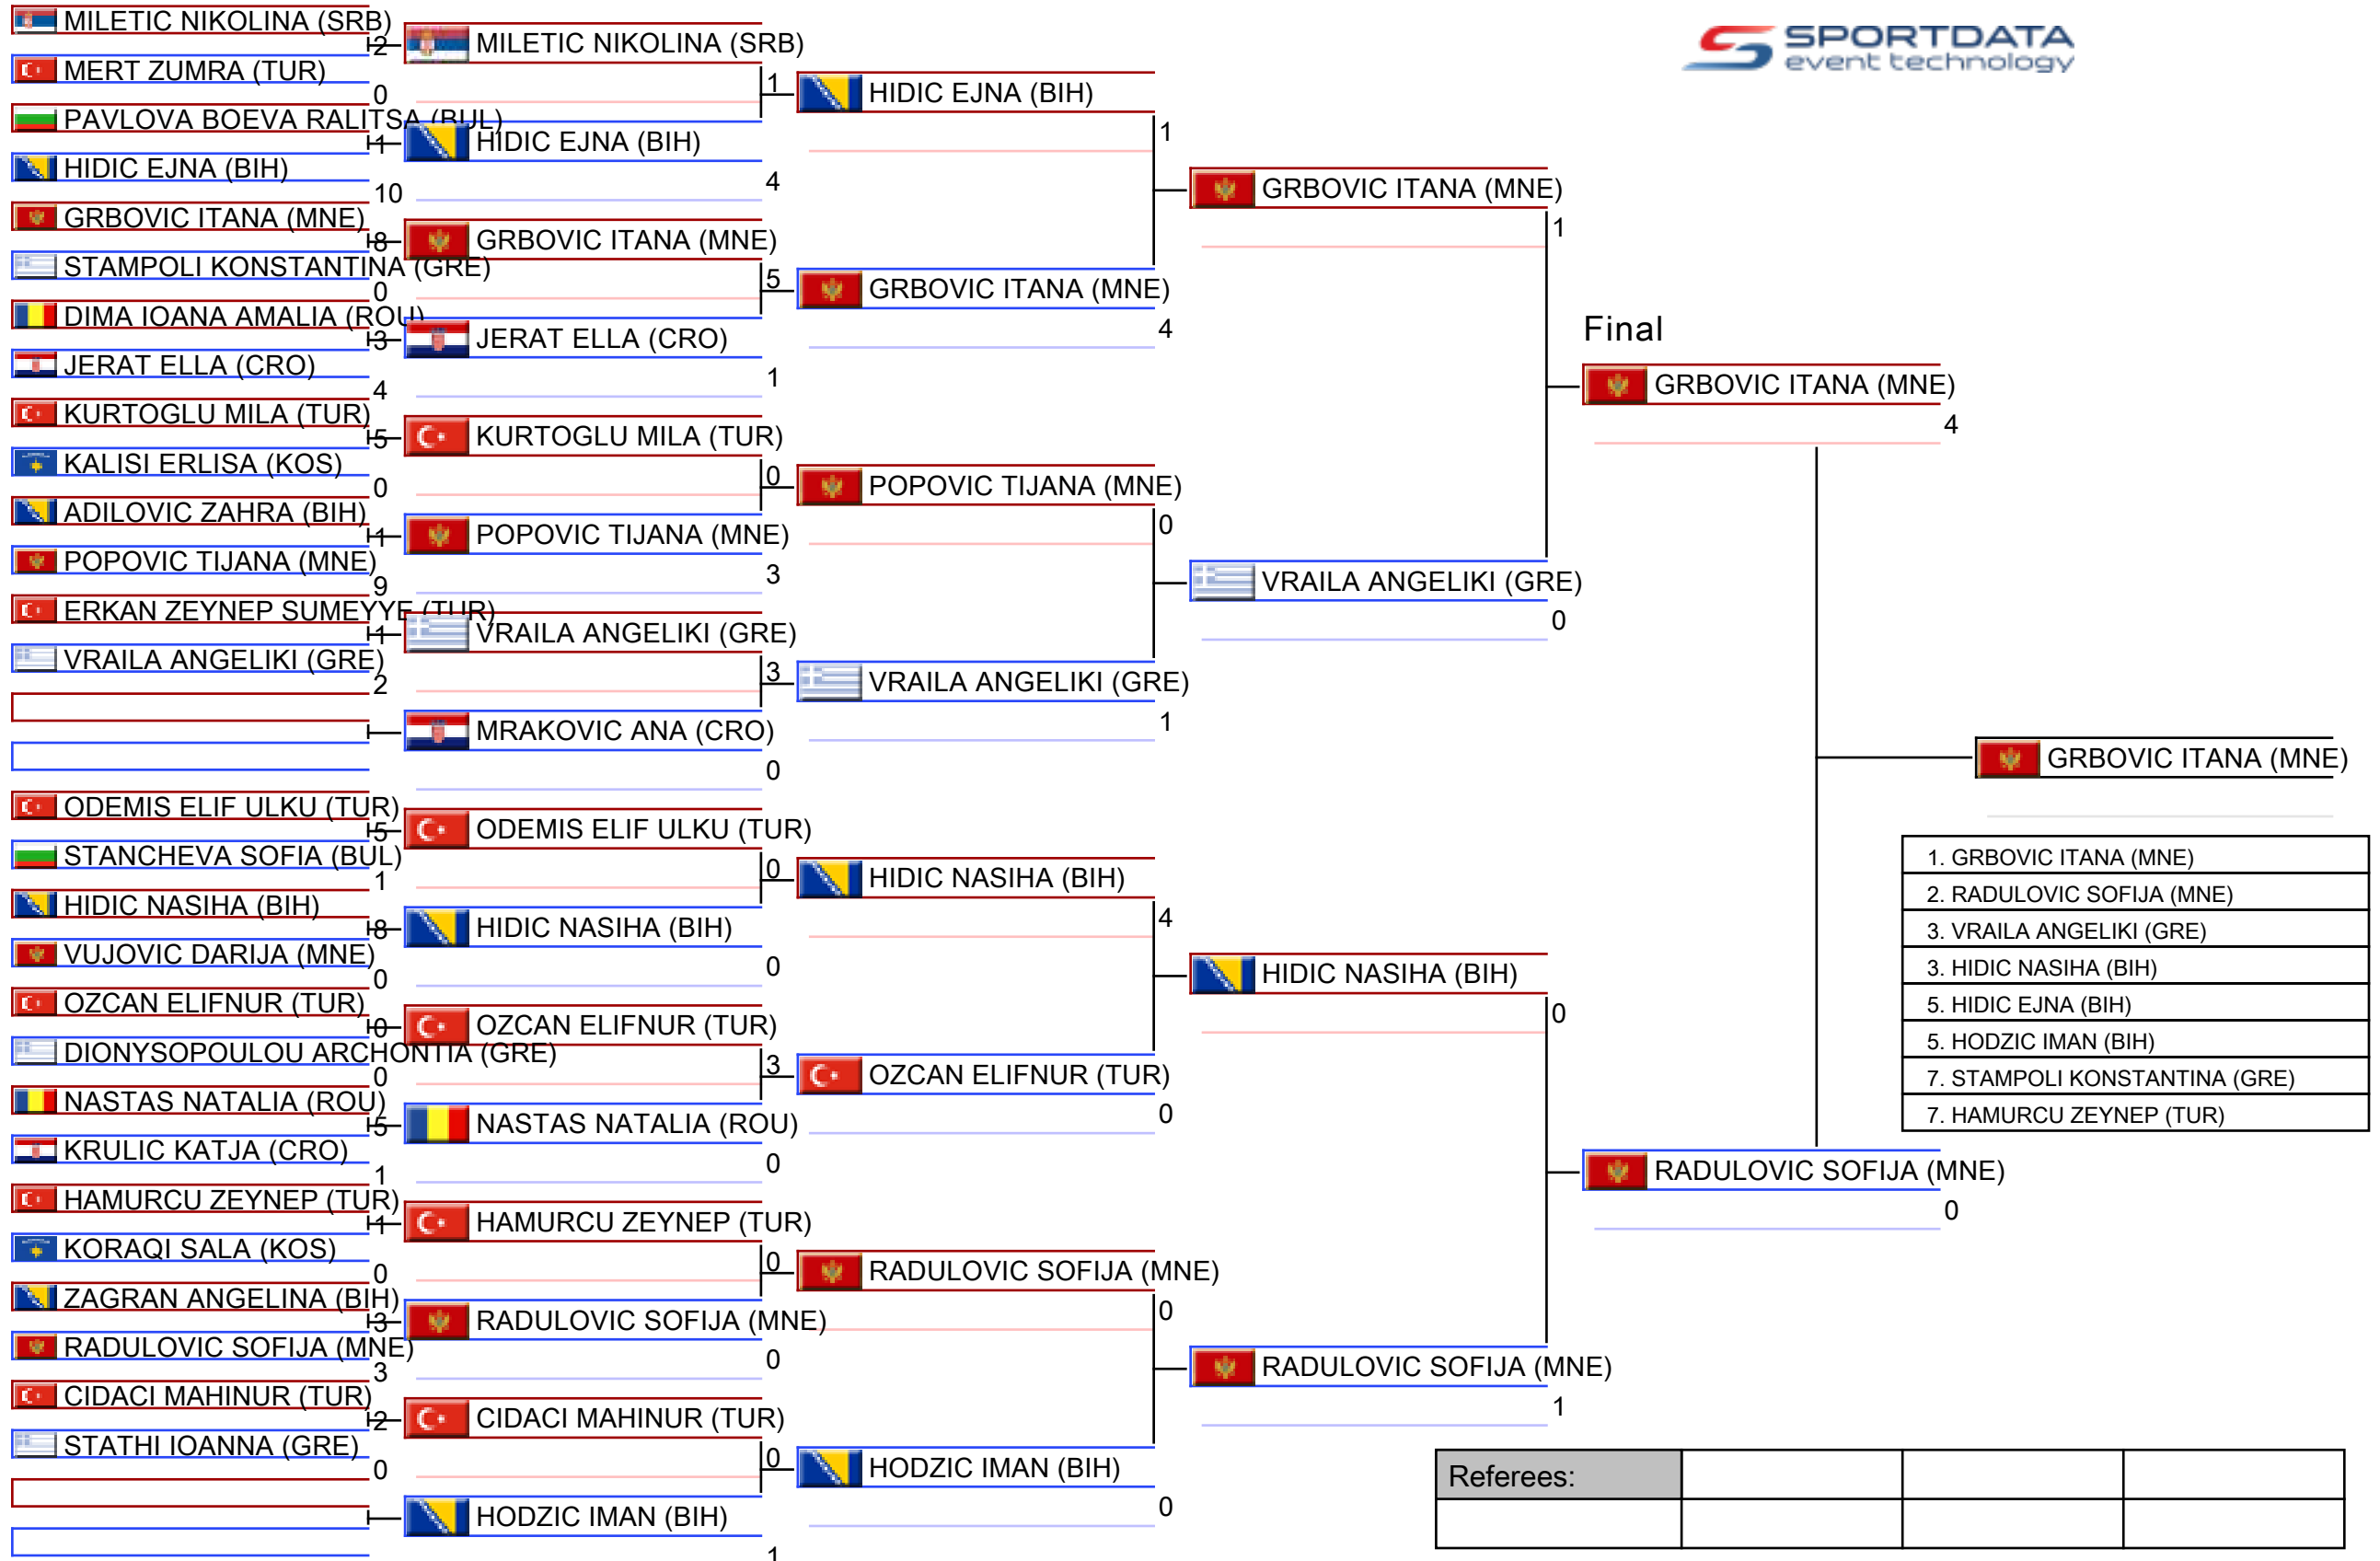 SPORTDATA
event technology
MILETIC NIKOLINA (SRB)
2
MERT ZUMRA (TUR)
0
PAVLOVA BOEVA RALITSA (BUL)
1
HIDIC EJNA (BIH)
10
GRBOVIC ITANA (MNE)
8
STAMPOLI KONSTANTINA (GRE)
0
DIMA IOANA AMALIA (ROU)
3
JERAT ELLA (CRO)
4
KURTOGLU MILA (TUR)
5
KALISI ERLISA (KOS)
0
ADILOVIC ZAHRA (BIH)
1
POPOVIC TIJANA (MNE)
9
ERKAN ZEYNEP SUMEYYE (TUR)
1
VRAILA ANGELIKI (GRE)
2
ODEMIS ELIF ULKU (TUR)
5
STANCHEVA SOFIA (BUL)
1
HIDIC NASIHA (BIH)
8
VUJOVIC DARIJA (MNE)
0
OZCAN ELIFNUR (TUR)
0
DIONYSOPOULOU ARCHONTIA (GRE)
0
NASTAS NATALIA (ROU)
5
KRULIC KATJA (CRO)
1
HAMURCU ZEYNEP (TUR)
1
KORAQI SALA (KOS)
0
ZAGRAN ANGELINA (BIH)
3
RADULOVIC SOFIJA (MNE)
3
CIDACI MAHINUR (TUR)
2
STATHI IOANNA (GRE)
0
MILETIC NIKOLINA (SRB)
1
HIDIC EJNA (BIH)
4
GRBOVIC ITANA (MNE)
5
JERAT ELLA (CRO)
1
KURTOGLU MILA (TUR)
0
POPOVIC TIJANA (MNE)
3
VRAILA ANGELIKI (GRE)
3
MRAKOVIC ANA (CRO)
0
ODEMIS ELIF ULKU (TUR)
0
HIDIC NASIHA (BIH)
0
OZCAN ELIFNUR (TUR)
3
NASTAS NATALIA (ROU)
0
HAMURCU ZEYNEP (TUR)
0
RADULOVIC SOFIJA (MNE)
0
CIDACI MAHINUR (TUR)
0
HODZIC IMAN (BIH)
1
HIDIC EJNA (BIH)
1
GRBOVIC ITANA (MNE)
4
POPOVIC TIJANA (MNE)
0
VRAILA ANGELIKI (GRE)
1
HIDIC NASIHA (BIH)
4
OZCAN ELIFNUR (TUR)
0
RADULOVIC SOFIJA (MNE)
0
HODZIC IMAN (BIH)
0
GRBOVIC ITANA (MNE)
1
VRAILA ANGELIKI (GRE)
0
HIDIC NASIHA (BIH)
0
RADULOVIC SOFIJA (MNE)
1
Final
GRBOVIC ITANA (MNE)
4
RADULOVIC SOFIJA (MNE)
0
GRBOVIC ITANA (MNE)
1. GRBOVIC ITANA (MNE)
2. RADULOVIC SOFIJA (MNE)
3. VRAILA ANGELIKI (GRE)
3. HIDIC NASIHA (BIH)
5. HIDIC EJNA (BIH)
5. HODZIC IMAN (BIH)
7. STAMPOLI KONSTANTINA (GRE)
7. HAMURCU ZEYNEP (TUR)
Referees: